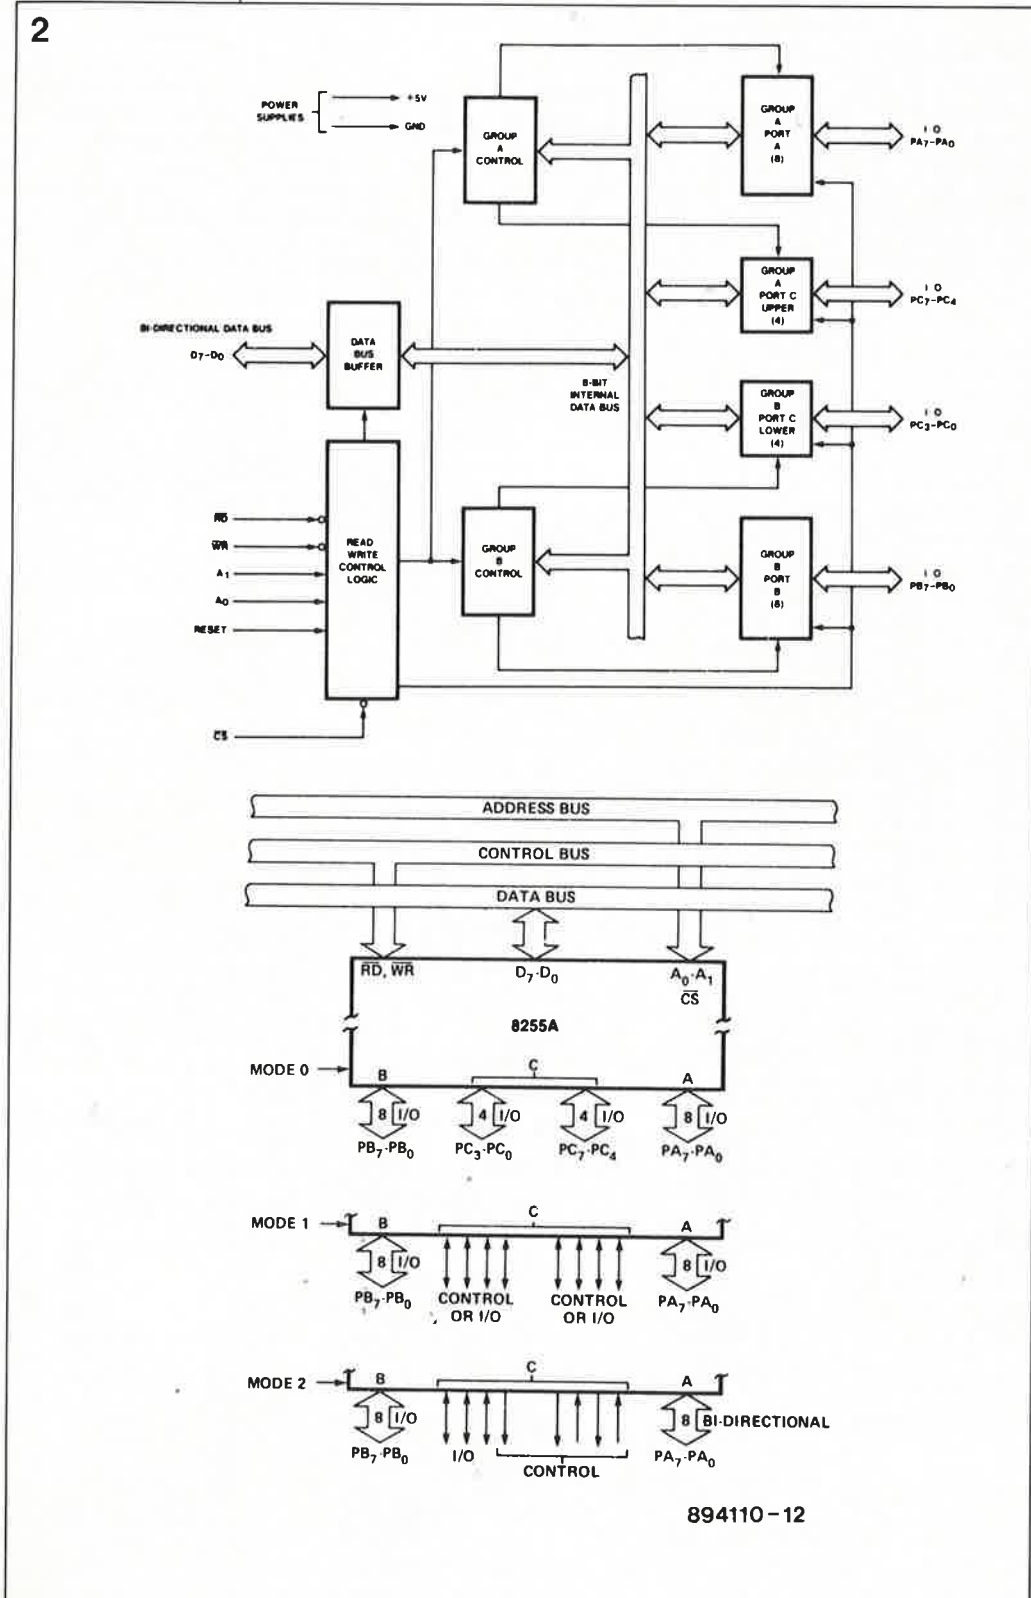 2
POWER SUPPLIES
+5V
GND
GROUP A CONTROL
GROUP A PORT A (8)
I O
PA7-PA0
GROUP A PORT C UPPER (4)
I O
PC7-PC4
BI-DIRECTIONAL DATA BUS
D7-D0
DATA BUS BUFFER
8-BIT INTERNAL DATA BUS
GROUP B PORT C LOWER (4)
I O
PC3-PC0
RD
WR
A1
A0
RESET
CS
READ WRITE CONTROL LOGIC
GROUP B CONTROL
GROUP B PORT B (8)
I O
PB7-PB0
ADDRESS BUS
CONTROL BUS
DATA BUS
RD, WR
D7-D0
A0-A1
CS
8255A
MODE 0
B
C
A
8 I/O
4 I/O
4 I/O
8 I/O
PB7-PB0
PC3-PC0
PC7-PC4
PA7-PA0
MODE 1
B
C
A
8 I/O
8 I/O
PB7-PB0
CONTROL OR I/O
CONTROL OR I/O
PA7-PA0
MODE 2
B
C
A
8 I/O
8 BI-DIRECTIONAL
PB7-PB0
I/O
CONTROL
PA7-PA0
894110-12